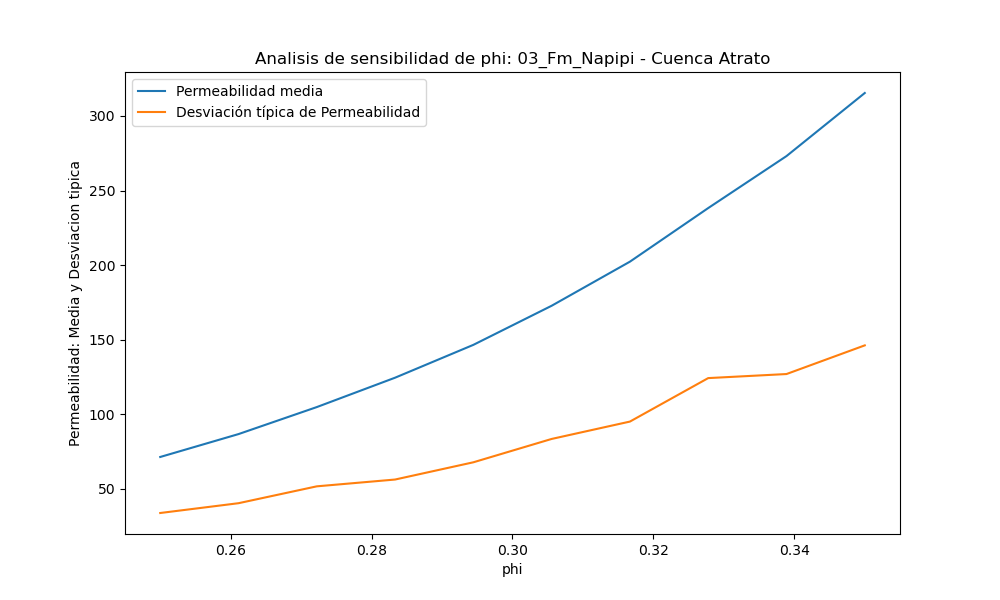 Analisis de sensibilidad de phi: 03_Fm_Napipi - Cuenca Atrato
Permeabilidad media
Desviación típica de Permeabilidad
Permeabilidad: Media y Desviacion tipica
300
250
200
150
100
50
0.26
0.28
0.30
0.32
0.34
phi